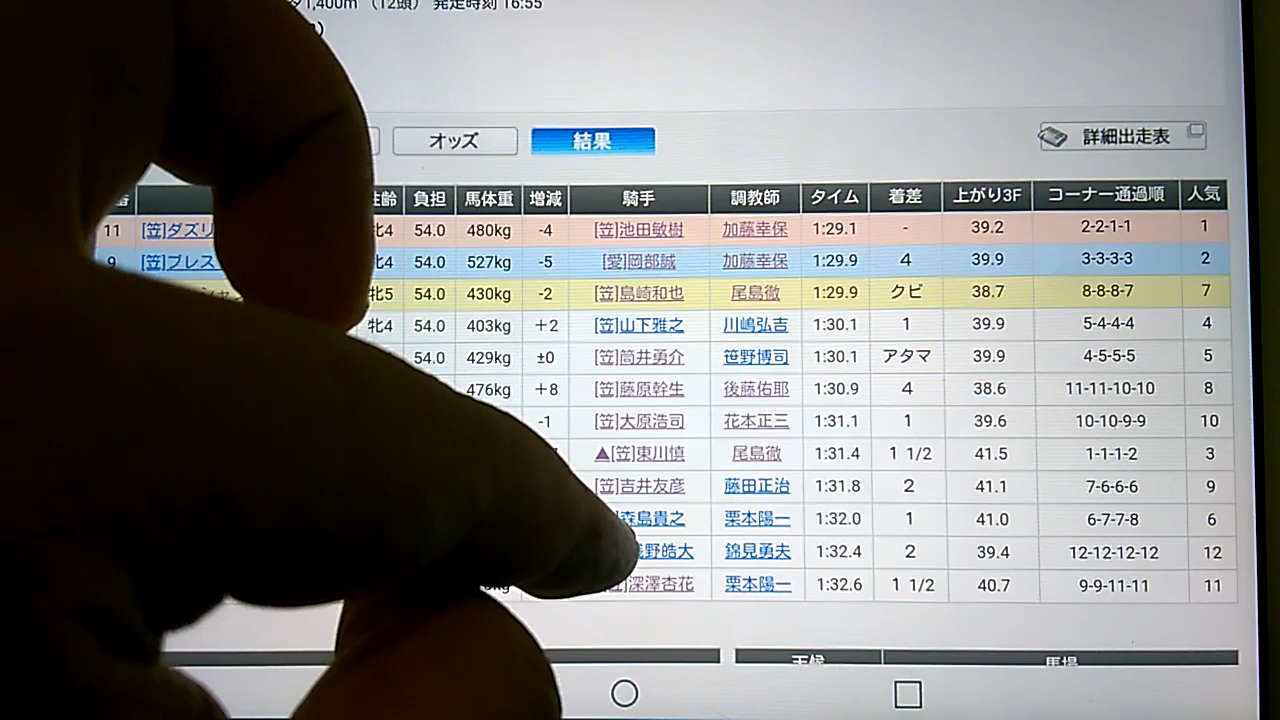 1,400m (12頭) 発走時刻 16:55
オッズ 結果 詳細出走表
番 性齢 負担 馬体重 増減 騎手 調教師 タイム 着差 上がり3F コーナー通過順 人気
11 [笠]ダズリ 牝4 54.0 480kg -4 [笠]池田敏樹 加藤幸保 1:29.1 - 39.2 2-2-1-1 1
9 [笠]ブレス 牝4 54.0 527kg -5 [愛]岡部誠 加藤幸保 1:29.9 4 39.9 3-3-3-3 2
牝5 54.0 430kg -2 [笠]島崎和也 尾島徹 1:29.9 クビ 38.7 8-8-8-7 7
牝4 54.0 403kg +2 [笠]山下雅之 川嶋弘吉 1:30.1 1 39.9 5-4-4-4 4
54.0 429kg ±0 [笠]筒井勇介 笹野博司 1:30.1 アタマ 39.9 4-5-5-5 5
476kg +8 [笠]藤原幹生 後藤佑耶 1:30.9 4 38.6 11-11-10-10 8
-1 [笠]大原浩司 花本正三 1:31.1 1 39.6 10-10-9-9 10
▲[笠]東川慎 尾島徹 1:31.4 1 1/2 41.5 1-1-1-2 3
[笠]吉井友彦 藤田正治 1:31.8 2 41.1 7-6-6-6 9
森島貴之 栗本陽一 1:32.0 1 41.0 6-7-7-8 6
野皓大 錦見勇夫 1:32.4 2 39.4 12-12-12-12 12
kg [笠]深澤杏花 栗本陽一 1:32.6 1 1/2 40.7 9-9-11-11 11
天候 馬場